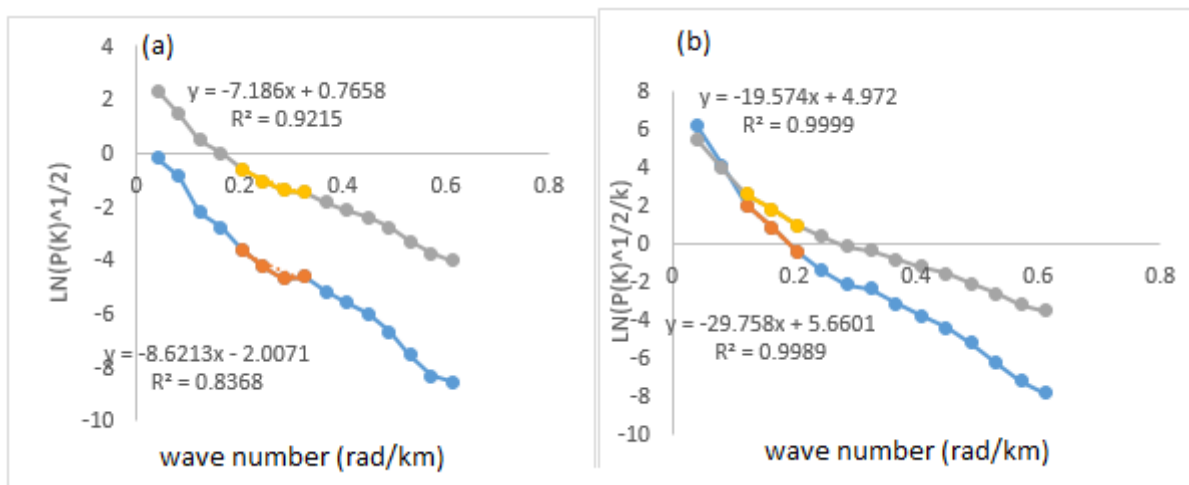 (a)
LN(P(K)^1/2)
4
2
0
-2
-4
-6
-8
-10
0
0.2
0.4
0.6
0.8
y = -7.186x + 0.7658
R² = 0.9215
y = -8.6213x - 2.0071
R² = 0.8368
wave number (rad/km)
(b)
LN(P(K)^1/2/k)
8
6
4
2
0
-2
-4
-6
-8
-10
0
0.2
0.4
0.6
0.8
y = -19.574x + 4.972
R² = 0.9999
y = -29.758x + 5.6601
R² = 0.9989
wave number (rad/km)